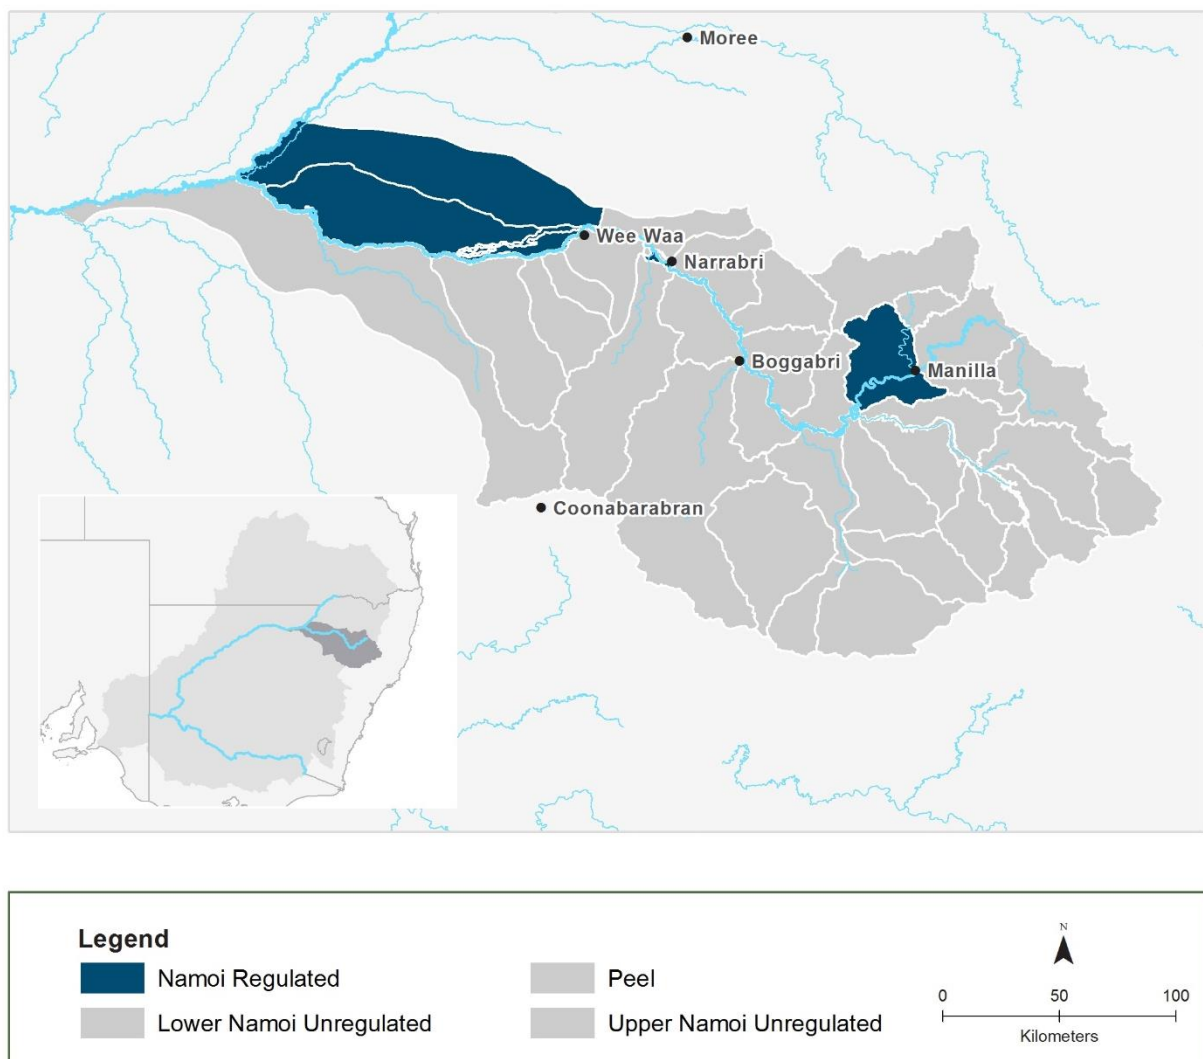 Moree
Wee Waa
Narrabri
Boggabri
Manilla
Coonabarabran
Legend
Namoi Regulated
Lower Namoi Unregulated
Peel
Upper Namoi Unregulated
N
0 50 100
Kilometers